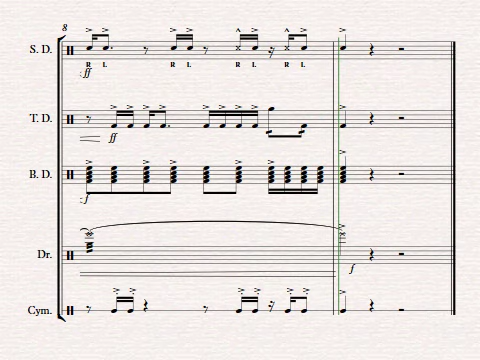 8
S. D.
R L R L R L R L
ff
T. D.
ff
B. D.
f
Dr.
f
Cym.